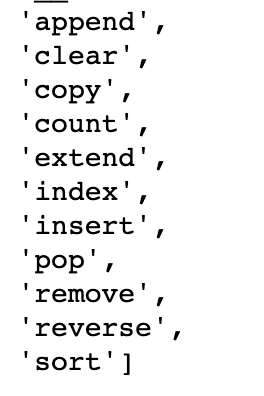 'append',
'clear',
'copy',
'count',
'extend',
'index',
'insert',
'pop',
'remove',
'reverse',
'sort']